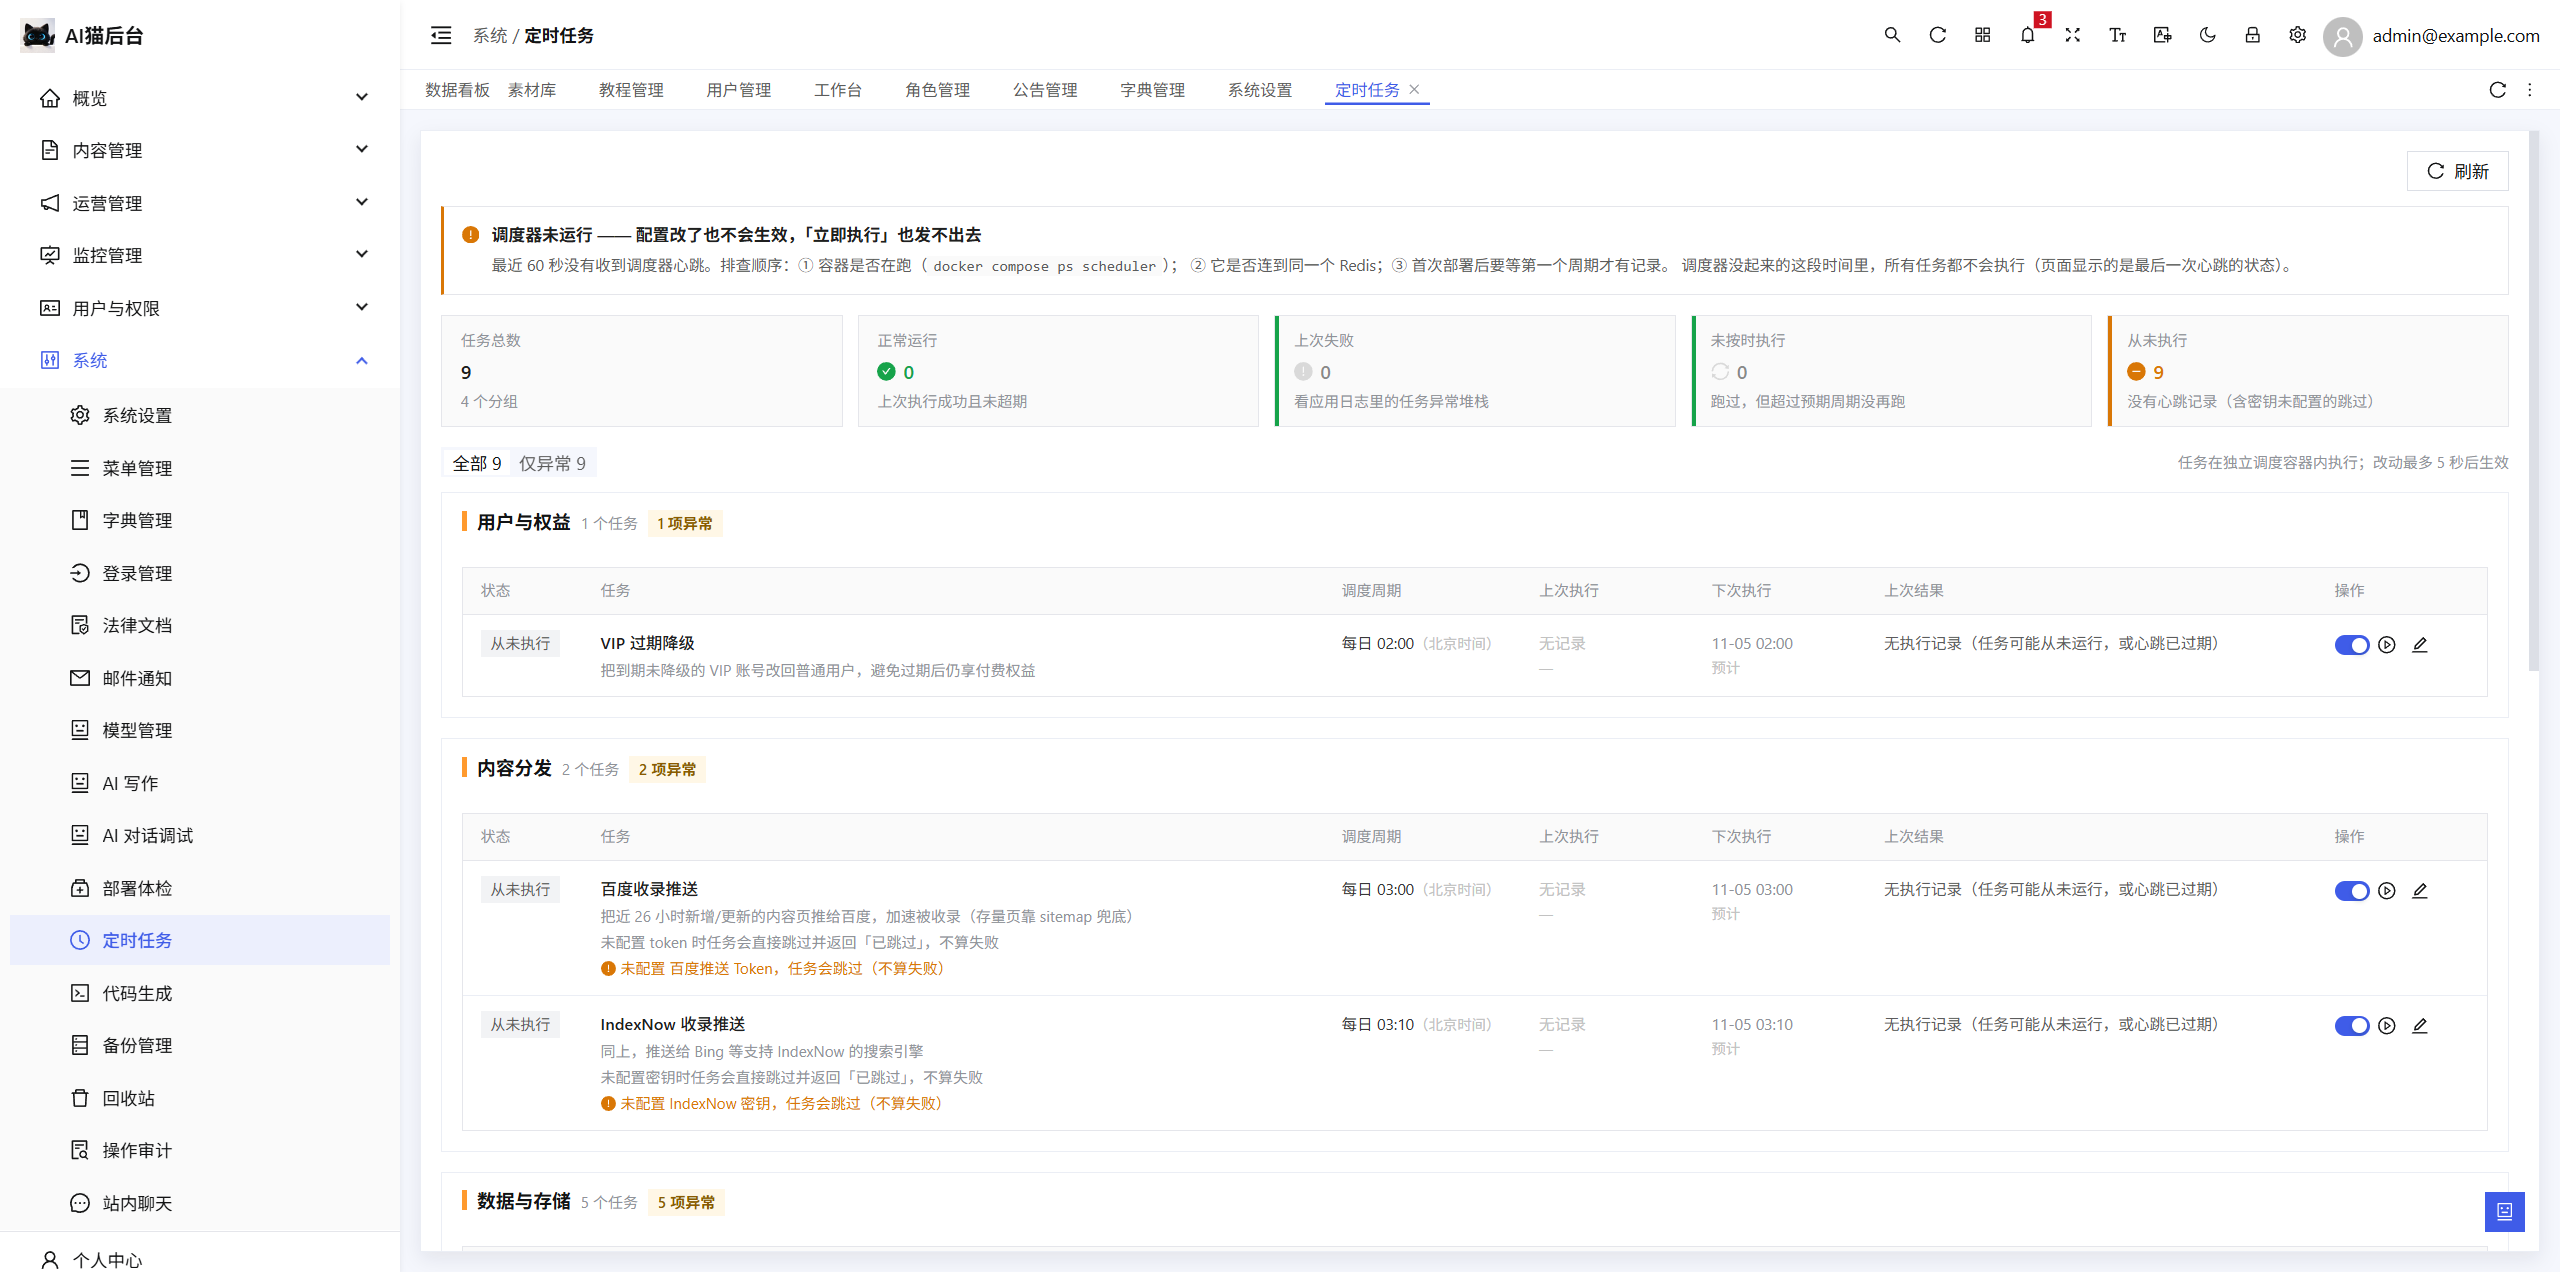 AI猫后台
系统 / 定时任务
3
admin@example.com
概览
内容管理
运营管理
监控管理
用户与权限
系统
系统设置
菜单管理
字典管理
登录管理
法律文档
邮件通知
模型管理
AI 写作
AI 对话调试
部署体检
定时任务
代码生成
备份管理
回收站
操作审计
站内聊天
个人中心
数据看板 素材库 教程管理 用户管理 工作台 角色管理 公告管理 字典管理 系统设置 定时任务
刷新
调度器未运行 —— 配置改了也不会生效，「立即执行」也发不出去
最近 60 秒没有收到调度器心跳。排查顺序：① 容器是否在跑（ docker compose ps scheduler ）； ② 它是否连到同一个 Redis；③ 首次部署后要等第一个周期才有记录。 调度器没起来的这段时间里，所有任务都不会执行（页面显示的是最后一次心跳的状态）。
任务总数
9
4 个分组
正常运行
0
上次执行成功且未超期
上次失败
0
看应用日志里的任务异常堆栈
未按时执行
0
跑过，但超过预期周期没再跑
从未执行
9
没有心跳记录（含密钥未配置的跳过）
全部 9 仅异常 9
任务在独立调度容器内执行；改动最多 5 秒后生效
用户与权益 1 个任务 1 项异常
状态 任务 调度周期 上次执行 下次执行 上次结果 操作
从未执行 VIP 过期降级 每日 02:00（北京时间） 无记录 11-05 02:00 无执行记录（任务可能从未运行，或心跳已过期）
把到期未降级的 VIP 账号改回普通用户，避免过期后仍享付费权益 — 预计
内容分发 2 个任务 2 项异常
状态 任务 调度周期 上次执行 下次执行 上次结果 操作
从未执行 百度收录推送 每日 03:00（北京时间） 无记录 11-05 03:00 无执行记录（任务可能从未运行，或心跳已过期）
把近 26 小时新增/更新的内容页推给百度，加速被收录（存量页靠 sitemap 兜底） — 预计
未配置 token 时任务会直接跳过并返回「已跳过」，不算失败
未配置 百度推送 Token，任务会跳过（不算失败）
从未执行 IndexNow 收录推送 每日 03:10（北京时间） 无记录 11-05 03:10 无执行记录（任务可能从未运行，或心跳已过期）
同上，推送给 Bing 等支持 IndexNow 的搜索引擎 — 预计
未配置密钥时任务会直接跳过并返回「已跳过」，不算失败
未配置 IndexNow 密钥，任务会跳过（不算失败）
数据与存储 5 个任务 5 项异常